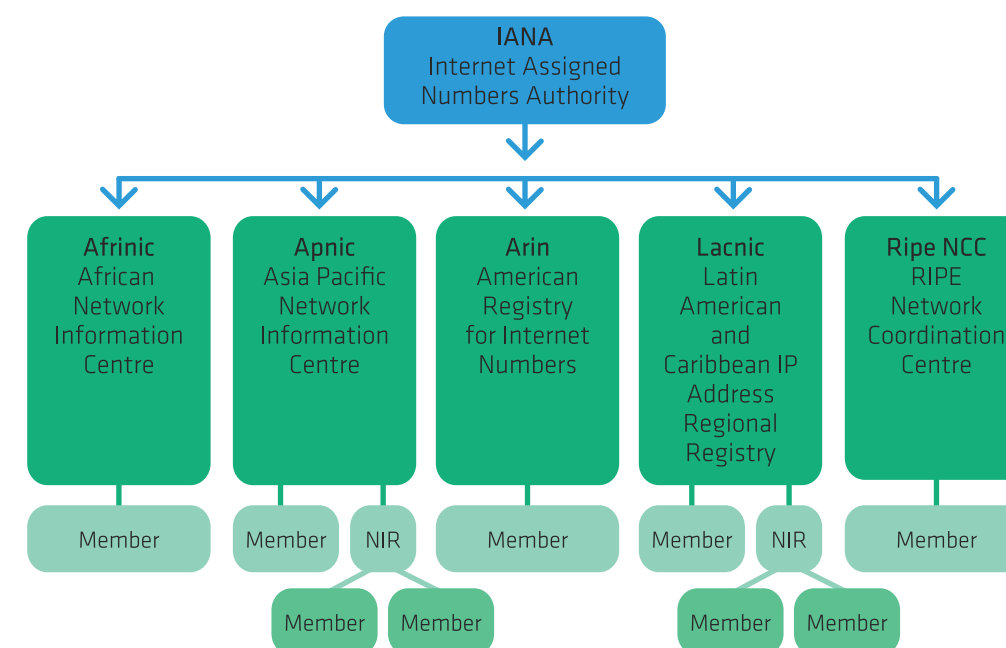 IANA
Internet Assigned
Numbers Authority
Afrinic
African
Network
Information
Centre
Apnic
Asia Pacific
Network
Information
Centre
Arin
American
Registry
for Internet
Numbers
Lacnic
Latin
American
and
Caribbean IP
Address
Regional
Registry
Ripe NCC
RIPE
Network
Coordination
Centre
Member
Member
NIR
Member
Member
NIR
Member
Member
Member
Member
Member